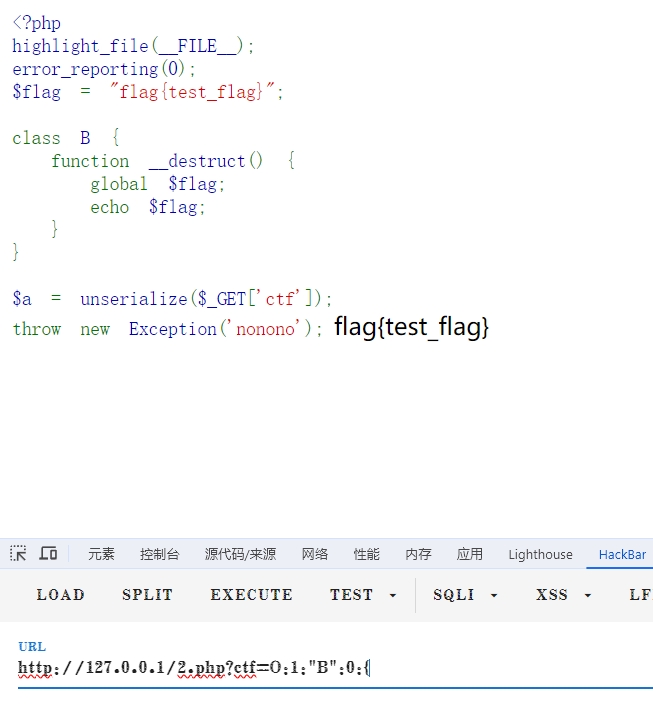 <?php
highlight_file(__FILE__);
error_reporting(0);
$flag = "flag{test_flag}";
class B {
function __destruct() {
global $flag;
echo $flag;
}
}
$a = unserialize($_GET['ctf']);
throw new Exception('nonono'); flag{test_flag}
元素 控制台 源代码/来源 网络 性能 内存 应用 Lighthouse HackBar
LOAD SPLIT EXECUTE TEST SQLI XSS LF
URL
http://127.0.0.1/2.php?ctf=O:1:"B":0:{